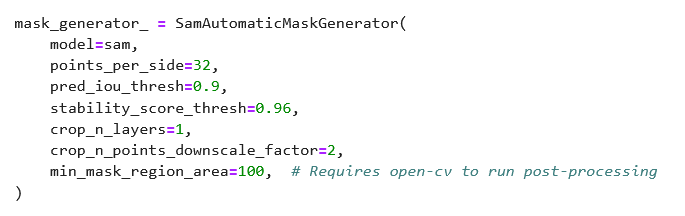 mask_generator_ = SamAutomaticMaskGenerator(
    model=sam,
    points_per_side=32,
    pred_iou_thresh=0.9,
    stability_score_thresh=0.96,
    crop_n_layers=1,
    crop_n_points_downscale_factor=2,
    min_mask_region_area=100,  # Requires open-cv to run post-processing
)